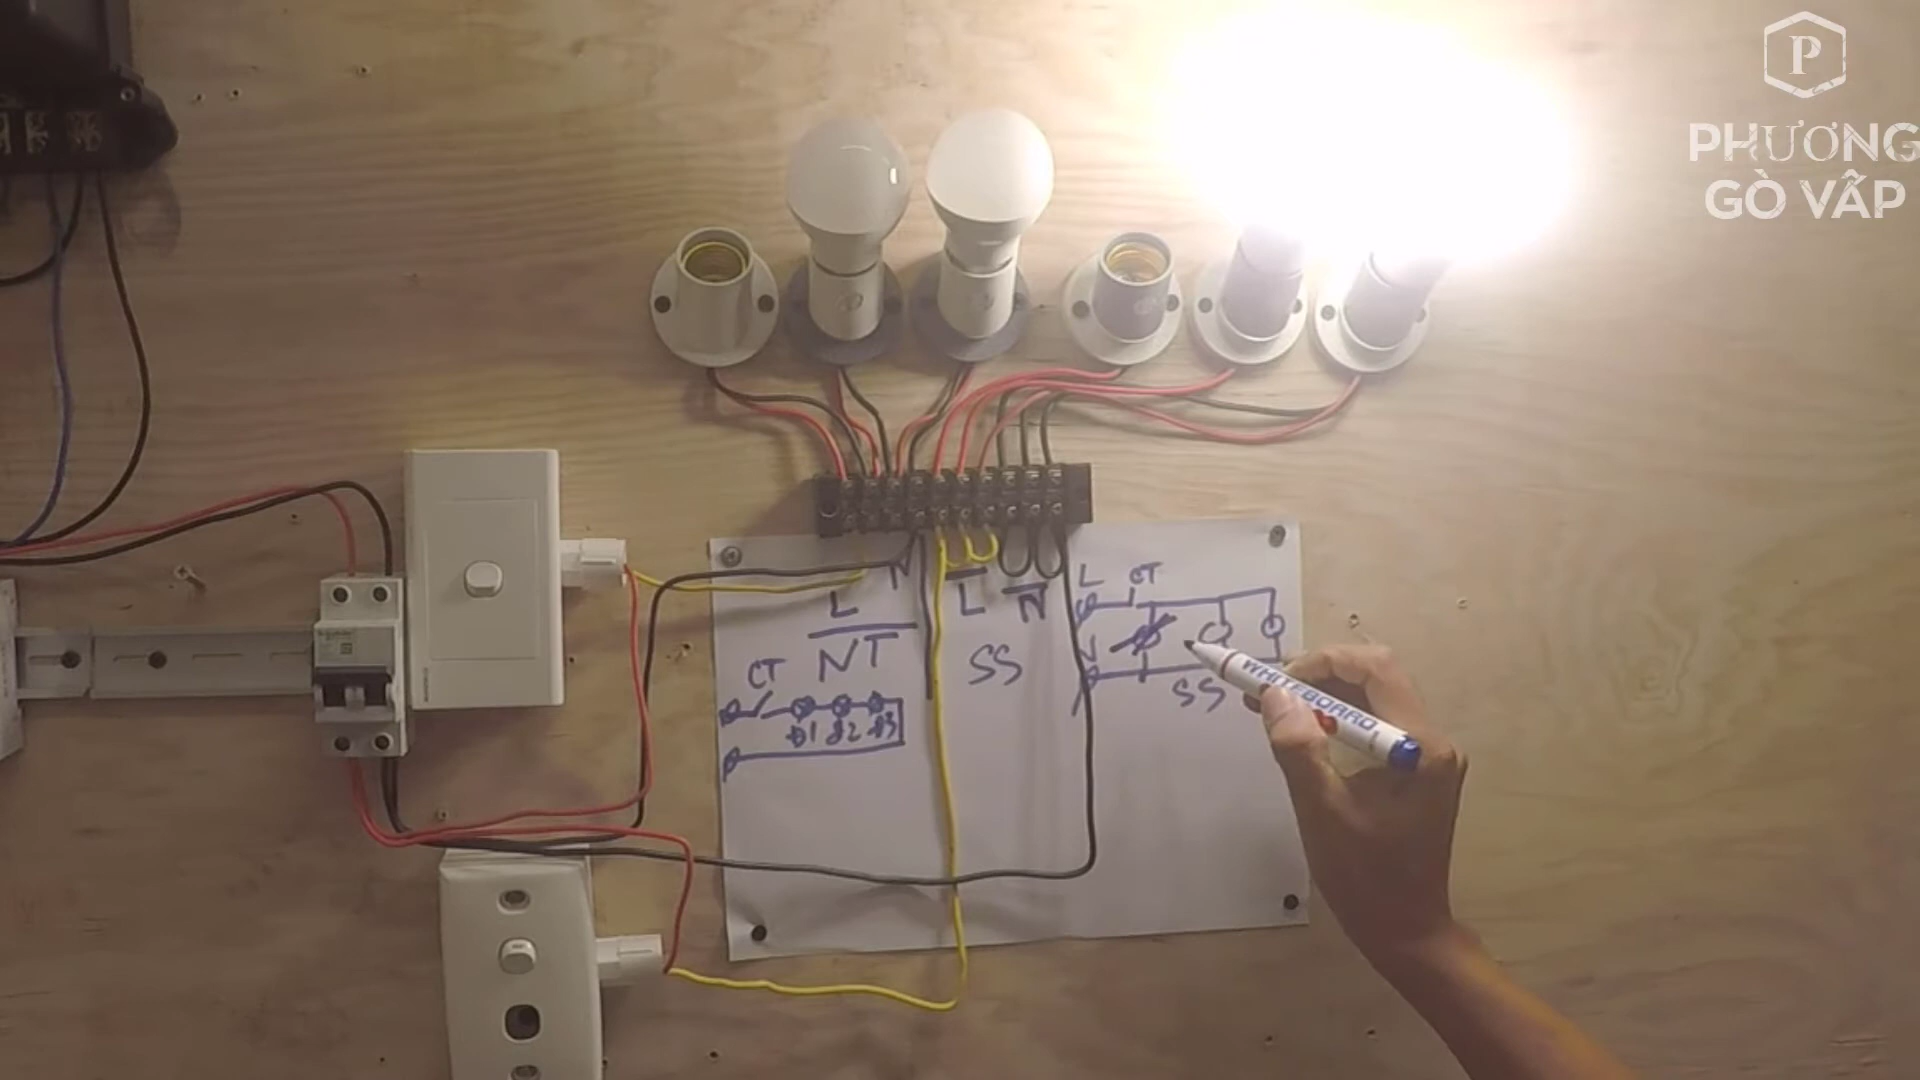 P
PHƯƠNG
GÒ VẤP
N
L
NT
L
N
SS
L
CT
N
SS
CT
Đ1 Đ2 Đ3
WHITEBOARD